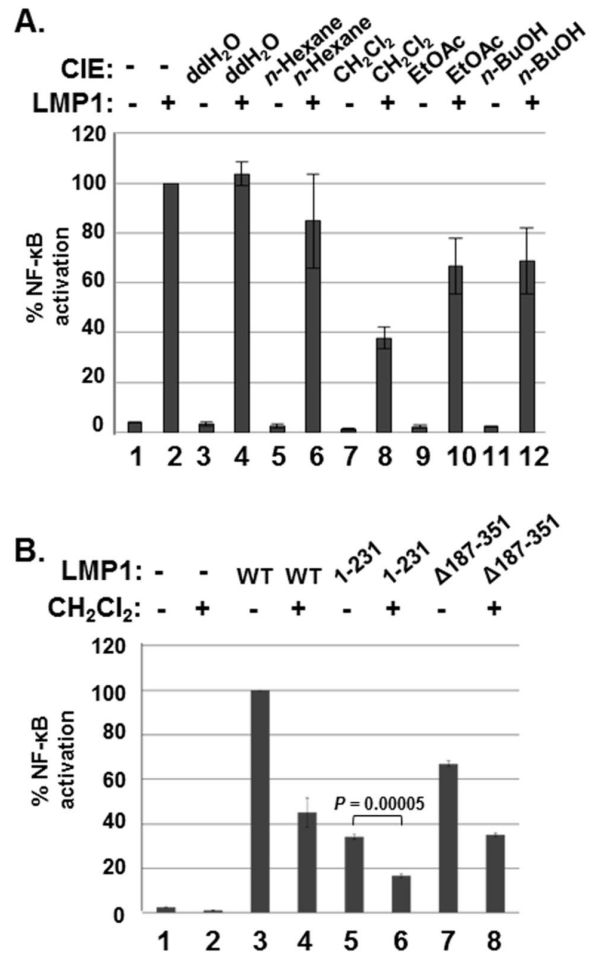 A.
CIE: - - ddH₂O ddH₂O n-Hexane n-Hexane CH₂Cl₂ CH₂Cl₂ EtOAc EtOAc n-BuOH n-BuOH
LMP1: - + - + - + - + - + - +
120
100
80
60
40
20
0
% NF-κB
activation
1 2 3 4 5 6 7 8 9 10 11 12
B.
LMP1: - - WT WT 1-231 1-231 Δ187-351 Δ187-351
CH₂Cl₂: - + - + - + - +
120
100
80
60
40
20
0
% NF-κB
activation
P = 0.00005
1 2 3 4 5 6 7 8